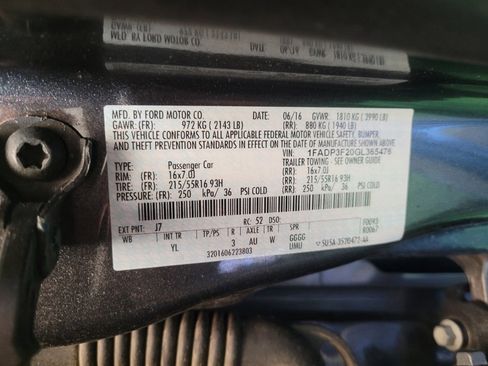 MFD. BY FORD MOTOR CO. 06/16 GVWR: 1810 KG ( 3990 LB)
GAWR: (FR): 972 KG ( 2143 LB) (RR): 880 KG ( 1940 LB)
THIS VEHICLE CONFORMS TO ALL APPLICABLE FEDERAL MOTOR VEHICLE SAFETY, BUMPER,
AND THEFT PREVENTION STANDARDS IN EFFECT ON THE DATE OF MANUFACTURE SHOWN ABOVE.
VIN: 1FADP3F20GL365476
TYPE: Passenger Car TRAILER TOWING - SEE OWNER GUIDE
RIM: (FR): 16x7.0J (RR): 16x7.0J
TIRE: (FR): 215/55R16 93H (RR): 215/55R16 93H
PRESSURE: (FR): 250 kPa/ 36 PSI COLD (RR): 250 kPa/ 36 PSI COLD
EXT PNT: J7 RC: 52 DSO: F0093
R0067
WB INT TR TP/PS R AXLE TR SPR
YL 3 AU W GGGG
UMU
3201606223803